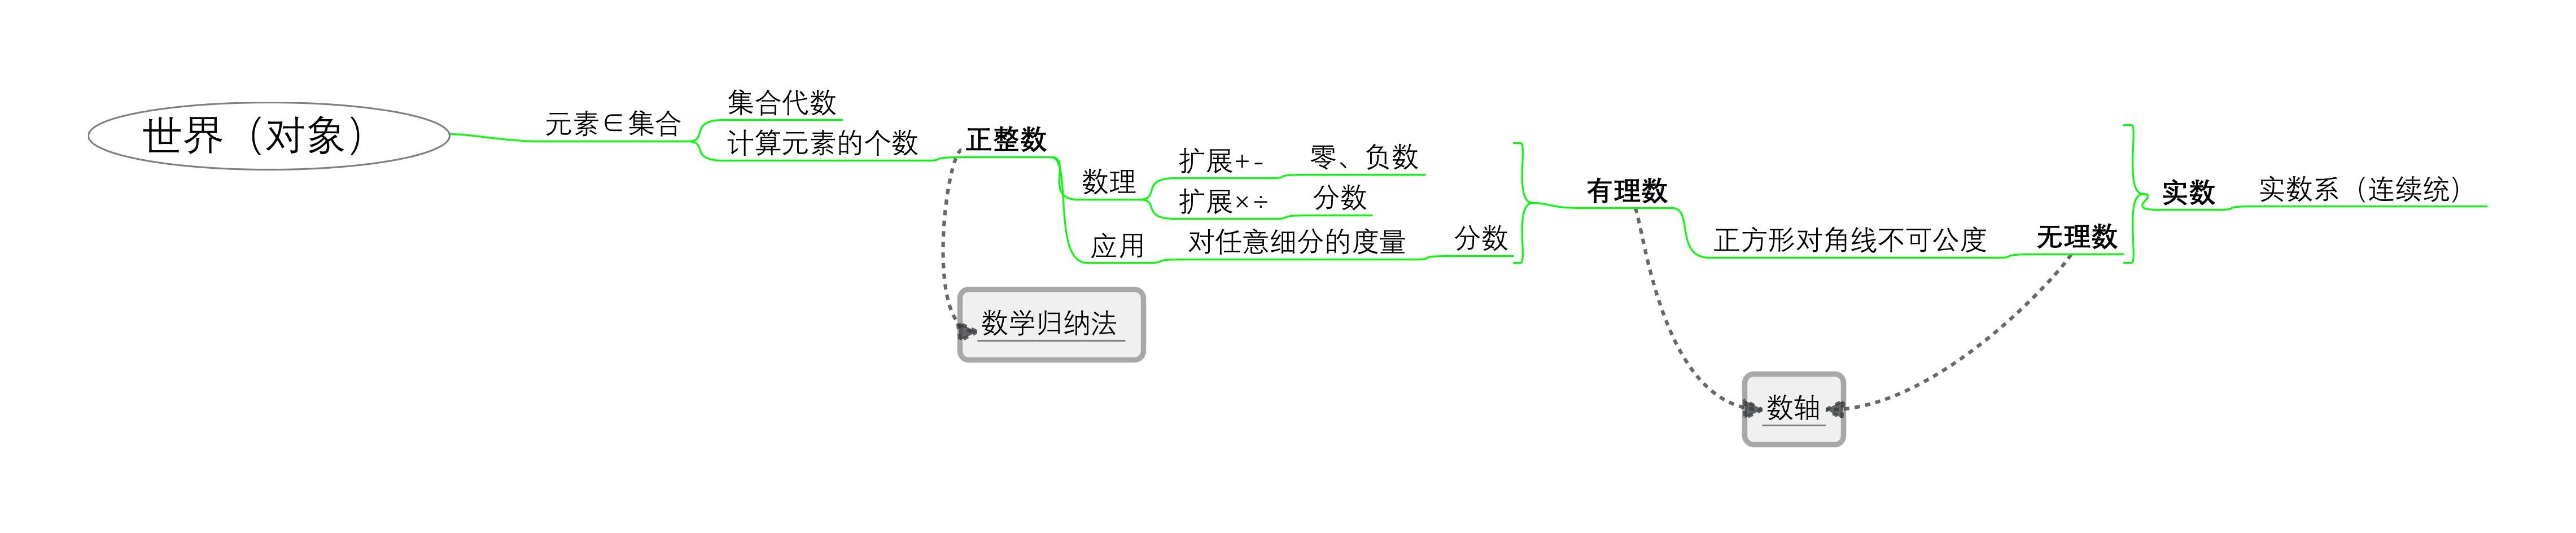 世界（对象）
元素∈集合
集合代数
计算元素的个数
正整数
数理
扩展+-
零、负数
扩展×÷
分数
应用
对任意细分的度量
分数
有理数
正方形对角线不可公度
无理数
实数
实数系（连续统）
数学归纳法
数轴